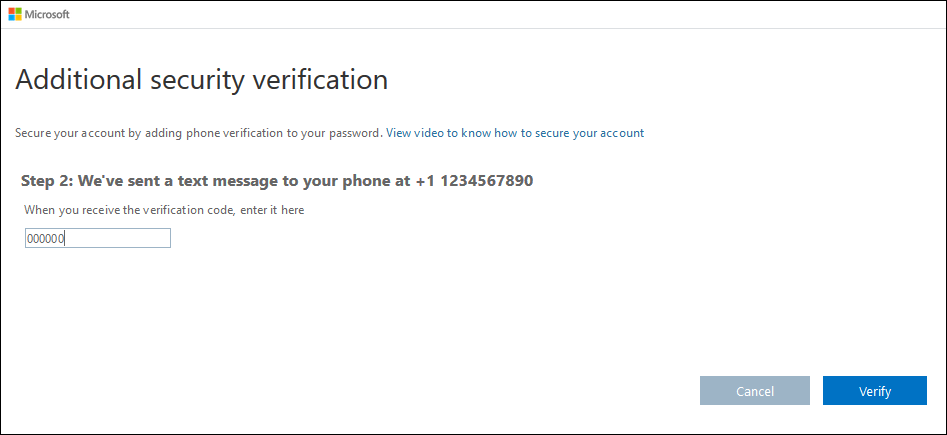 Microsoft
Additional security verification
Secure your account by adding phone verification to your password. View video to know how to secure your account
Step 2: We've sent a text message to your phone at +1 1234567890
When you receive the verification code, enter it here
000000
Cancel
Verify